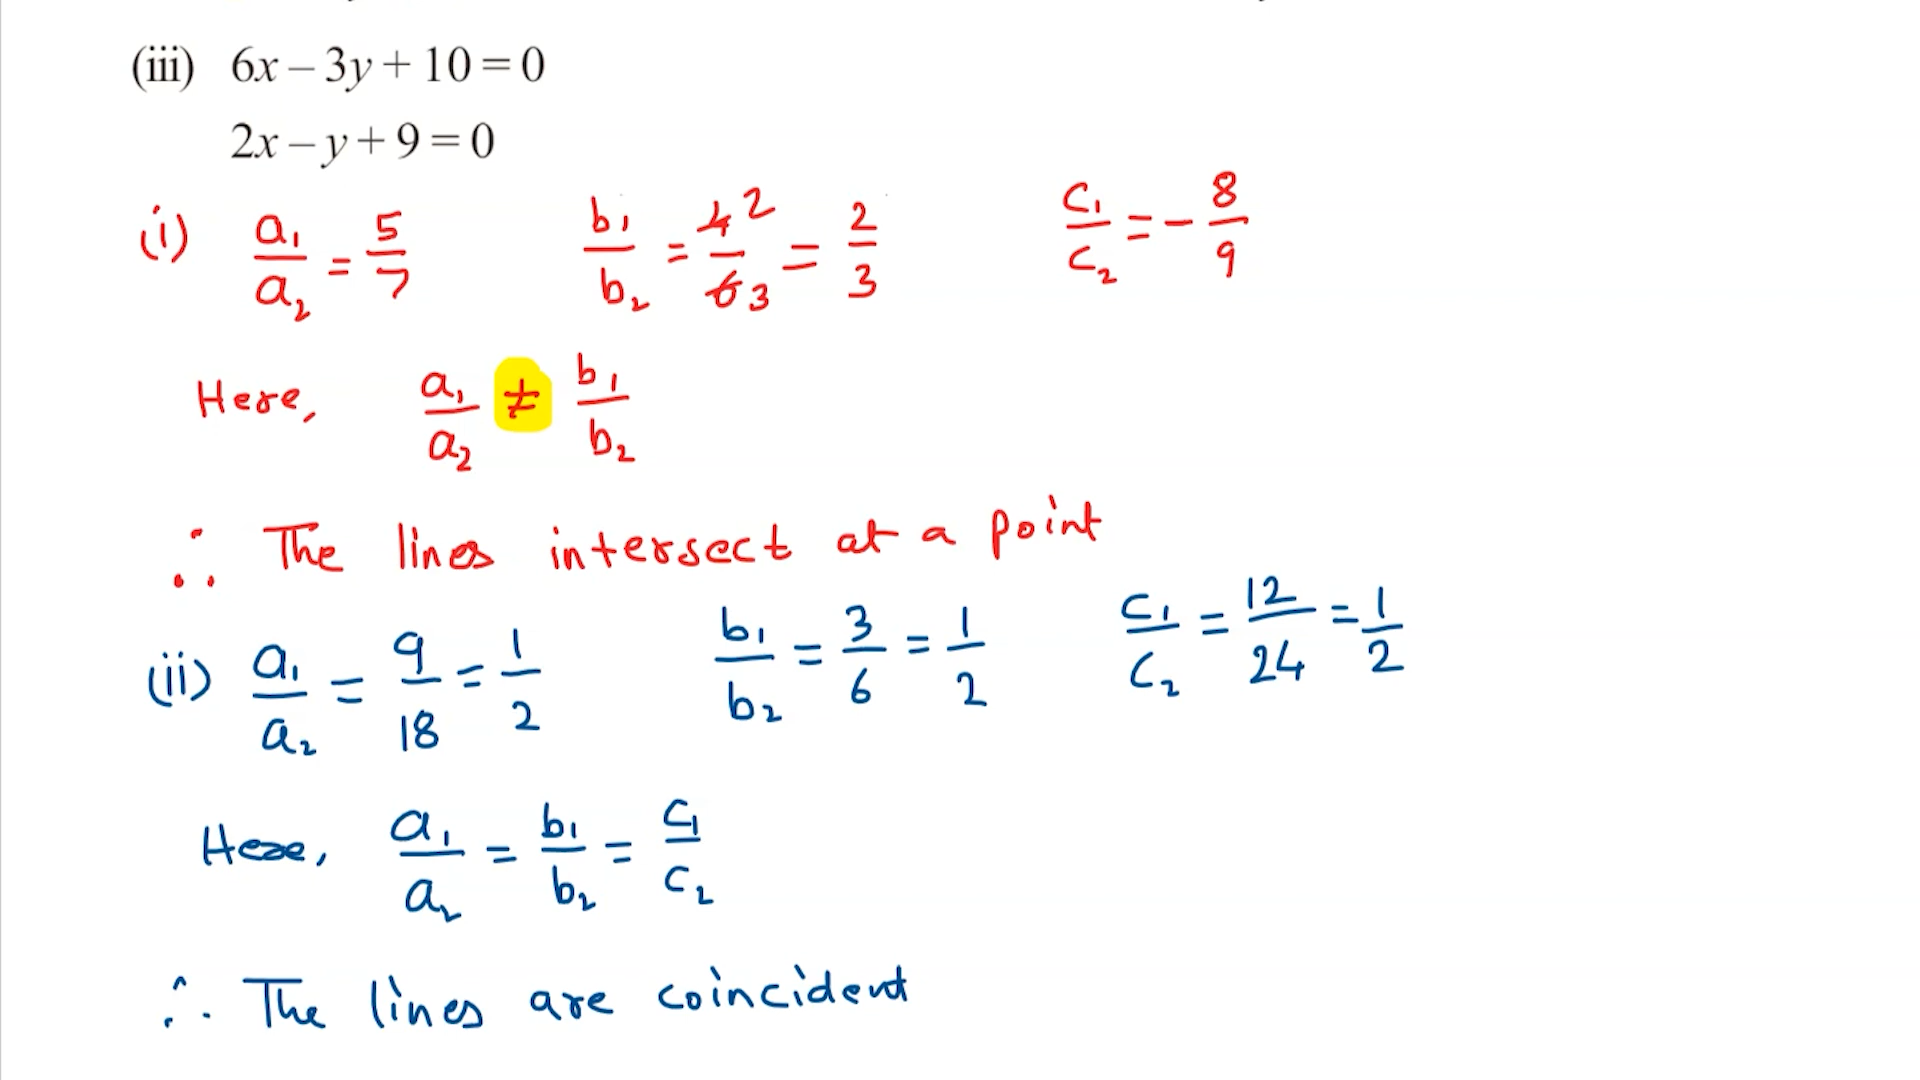 (iii) 6x – 3y + 10 = 0
2x – y + 9 = 0
(i) a₁/a₂ = 5/7 b₁/b₂ = 4²/6₃ = 2/3 c₁/c₂ = - 8/9
Here, a₁/a₂ ≠ b₁/b₂
∴ The lines intersect at a point
(ii) a₁/a₂ = 9/18 = 1/2 b₁/b₂ = 3/6 = 1/2 c₁/c₂ = 12/24 = 1/2
Here, a₁/a₂ = b₁/b₂ = c₁/c₂
∴ The lines are coincident